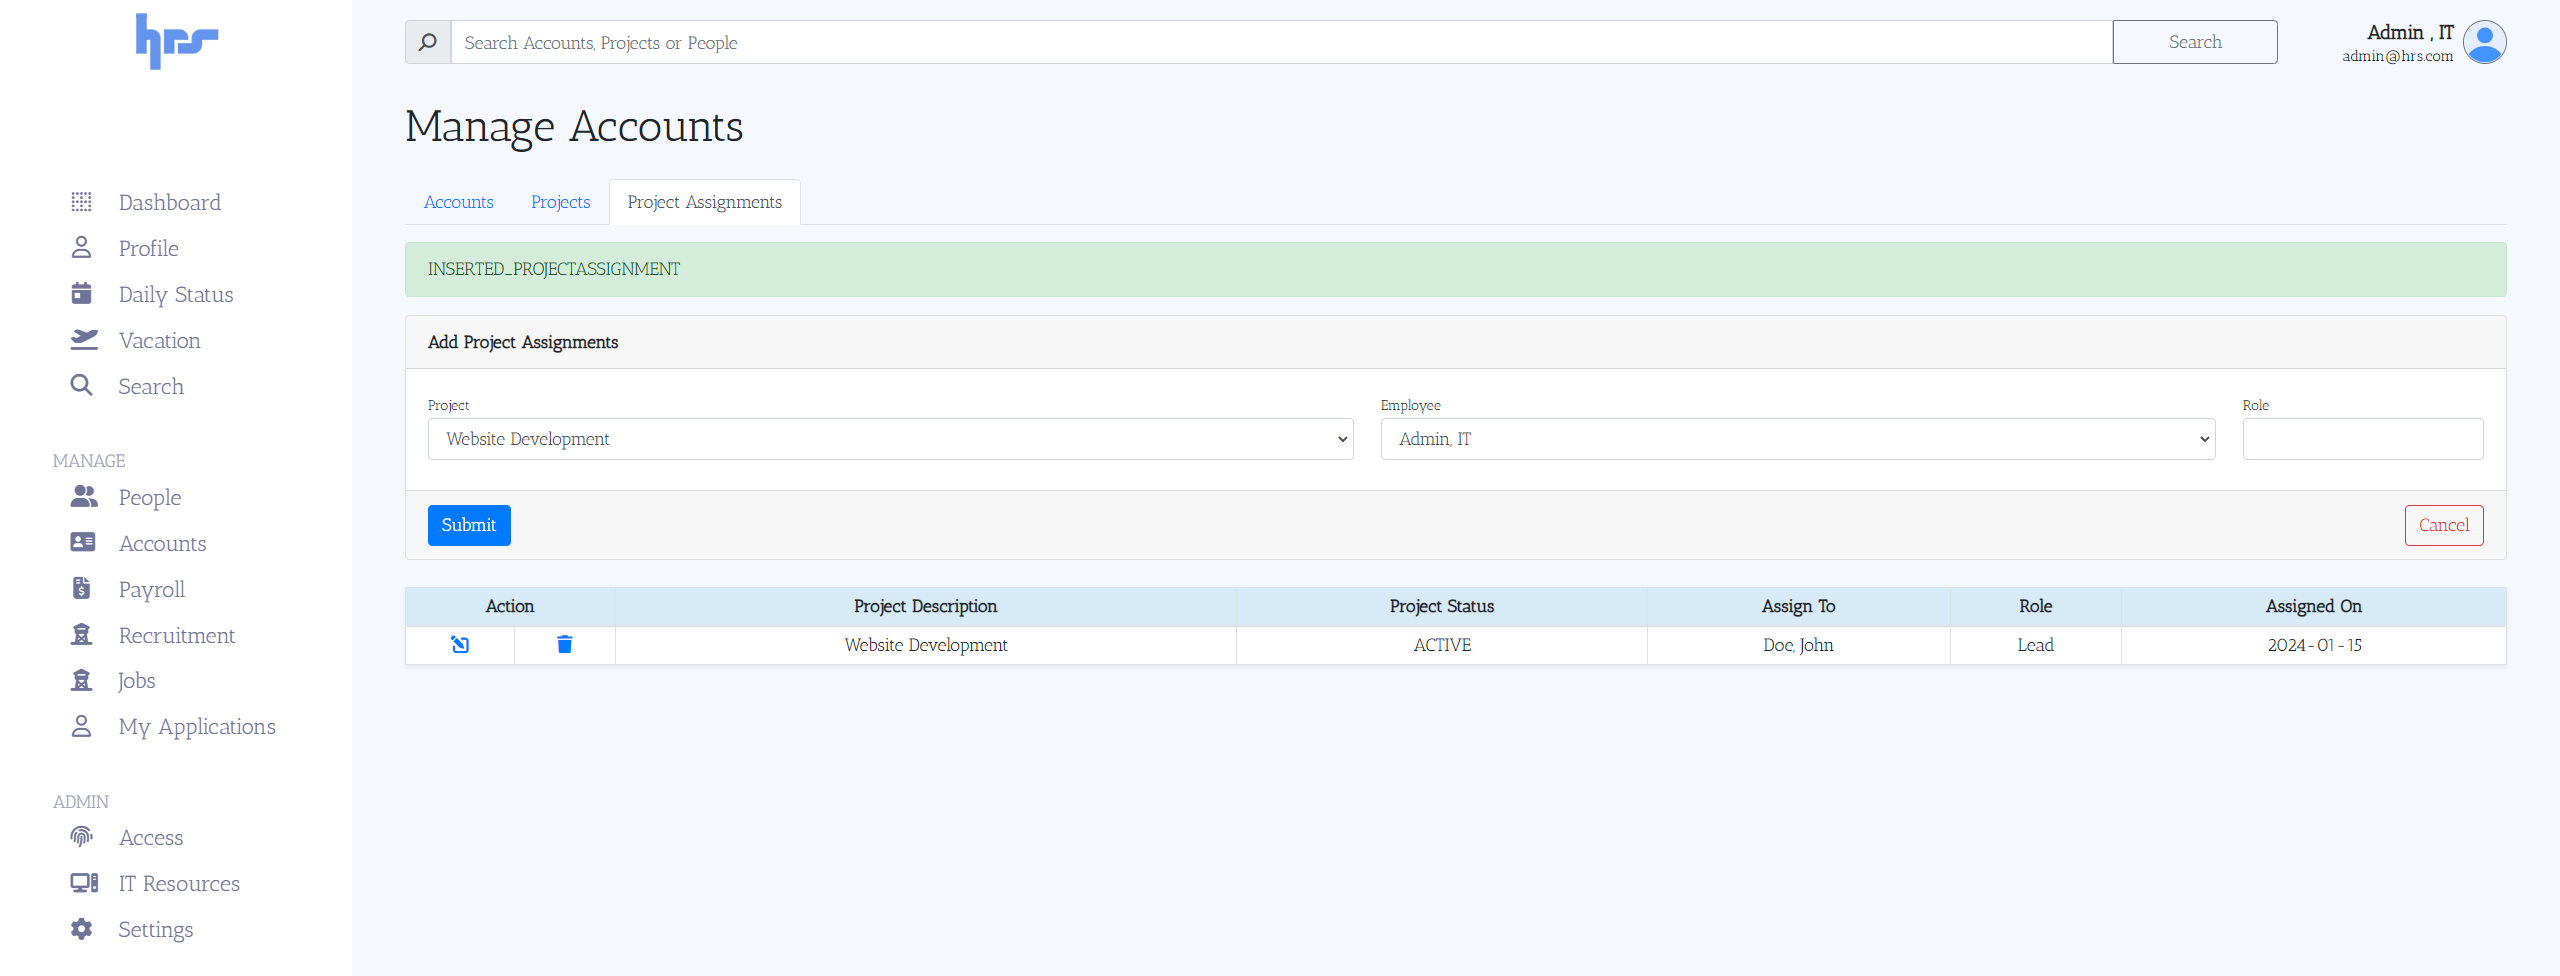 hrs
Search Accounts, Projects or People
Search
Admin , IT
admin@hrs.com
Manage Accounts
Dashboard
Profile
Daily Status
Vacation
Search
MANAGE
People
Accounts
Payroll
Recruitment
Jobs
My Applications
ADMIN
Access
IT Resources
Settings
Accounts Projects Project Assignments
INSERTED_PROJECTASSIGNMENT
Add Project Assignments
Project Employee Role
Website Development Admin, IT
Submit Cancel
Action Project Description Project Status Assign To Role Assigned On
Website Development ACTIVE Doe, John Lead 2024-01-15